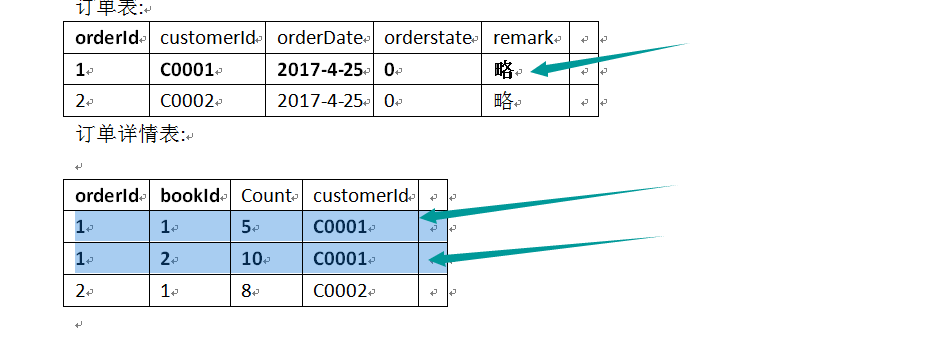 订单表:
orderId customerId orderDate orderstate remark
1 C0001 2017-4-25 0 略
2 C0002 2017-4-25 0 略
订单详情表:
orderId bookId Count customerId
1 1 5 C0001
1 2 10 C0001
2 1 8 C0002